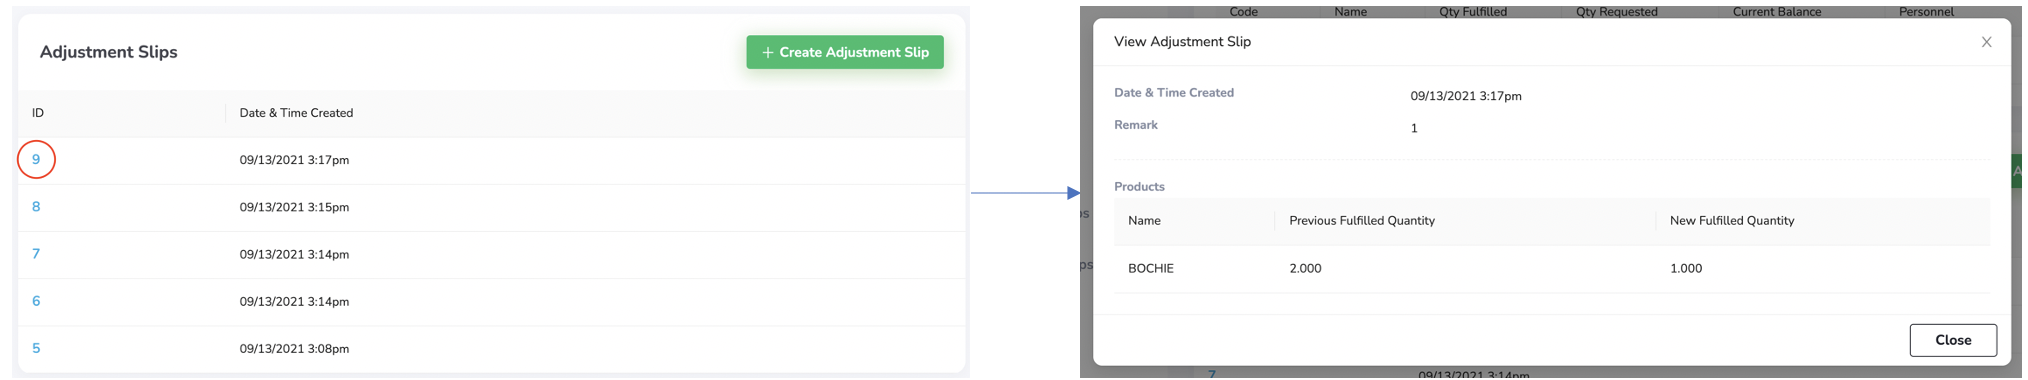 Adjustment Slips
+ Create Adjustment Slip
ID Date & Time Created
9 09/13/2021 3:17pm
8 09/13/2021 3:15pm
7 09/13/2021 3:14pm
6 09/13/2021 3:14pm
5 09/13/2021 3:08pm
Code Name Qty Fulfilled Qty Requested Current Balance Personnel
View Adjustment Slip
Date & Time Created 09/13/2021 3:17pm
Remark 1
Products
Name Previous Fulfilled Quantity New Fulfilled Quantity
BOCHIE 2.000 1.000
Close
7 09/13/2021 3:14pm